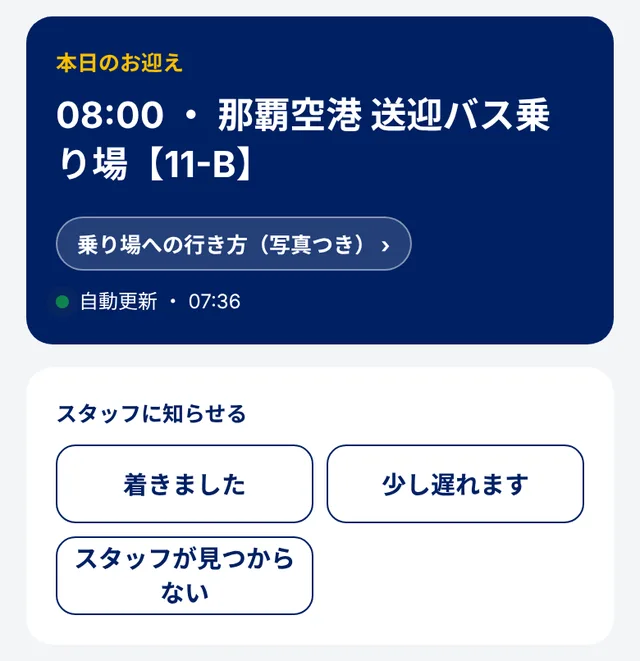 本日のお迎え
08:00 ・ 那覇空港 送迎バス乗
り場【11-B】
乗り場への行き方（写真つき） ›
自動更新 ・ 07:36
スタッフに知らせる
着きました
少し遅れます
スタッフが見つから
ない